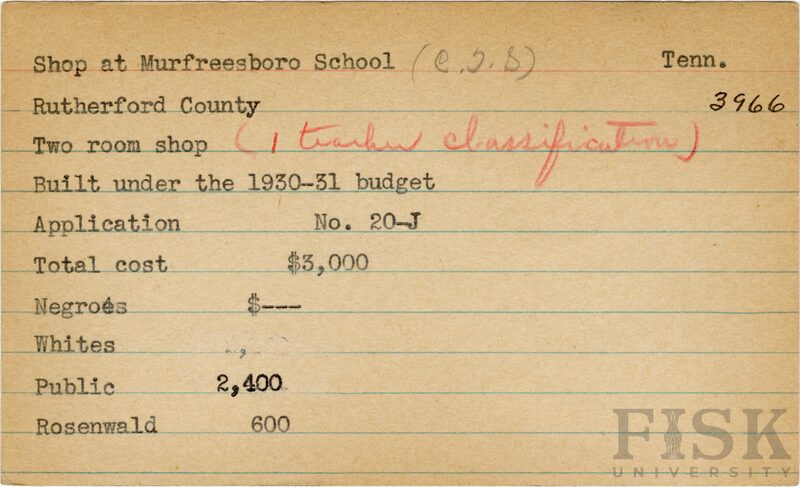 Shop at Murfreesboro School (C.T.S) Tenn.
Rutherford County 3966
Two room shop (1 teacher classification)
Built under the 1930-31 budget
Application No. 20-J
Total cost $3,000
Negroes $---
Whites
Public 2,400
Rosenwald 600
FISK
UNIVERSITY